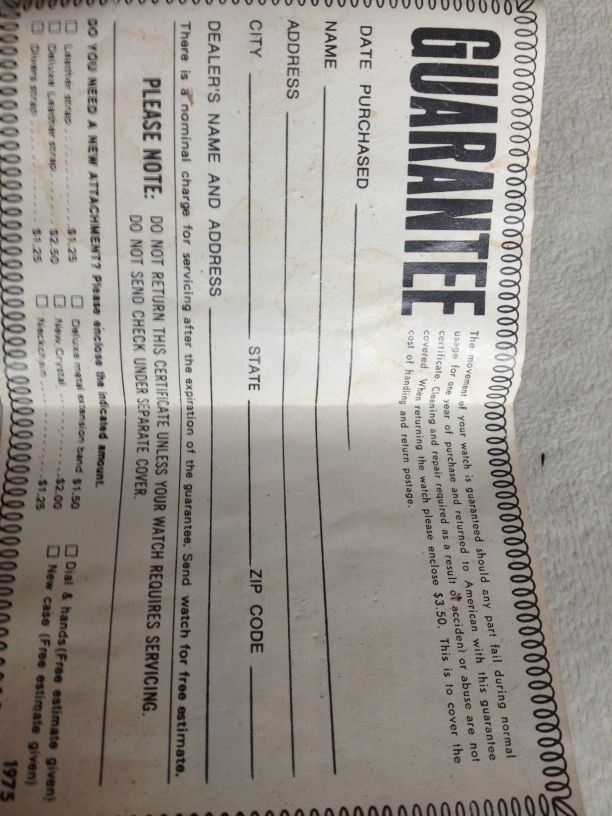 GUARANTEE
The movement of your watch is guaranteed should any part fail during normal
usage for one year of purchase and returned to American with this guarantee
certificate. Cleaning and repair required as a result of accident or abuse are not
covered. When returning the watch please enclose $3.50. This is to cover the
cost of handling and return postage.
DATE PURCHASED
NAME
ADDRESS
CITY STATE ZIP CODE
DEALER'S NAME AND ADDRESS
There is a nominal charge for servicing after the expiration of the guarantee. Send watch for free estimate.
PLEASE NOTE: DO NOT RETURN THIS CERTIFICATE UNLESS YOUR WATCH REQUIRES SERVICING.
DO NOT SEND CHECK UNDER SEPARATE COVER.
DO YOU NEED A NEW ATTACHMENT? Please enclose the indicated amount.
Leather strap $1.25 Deluxe metal extension band $1.50 Dial & hands (Free estimate given)
Deluxe Leather strap $2.50 New Crystal $2.00 New case (Free estimate given)
Divers strap $1.25 Neckchain $1.25
1975